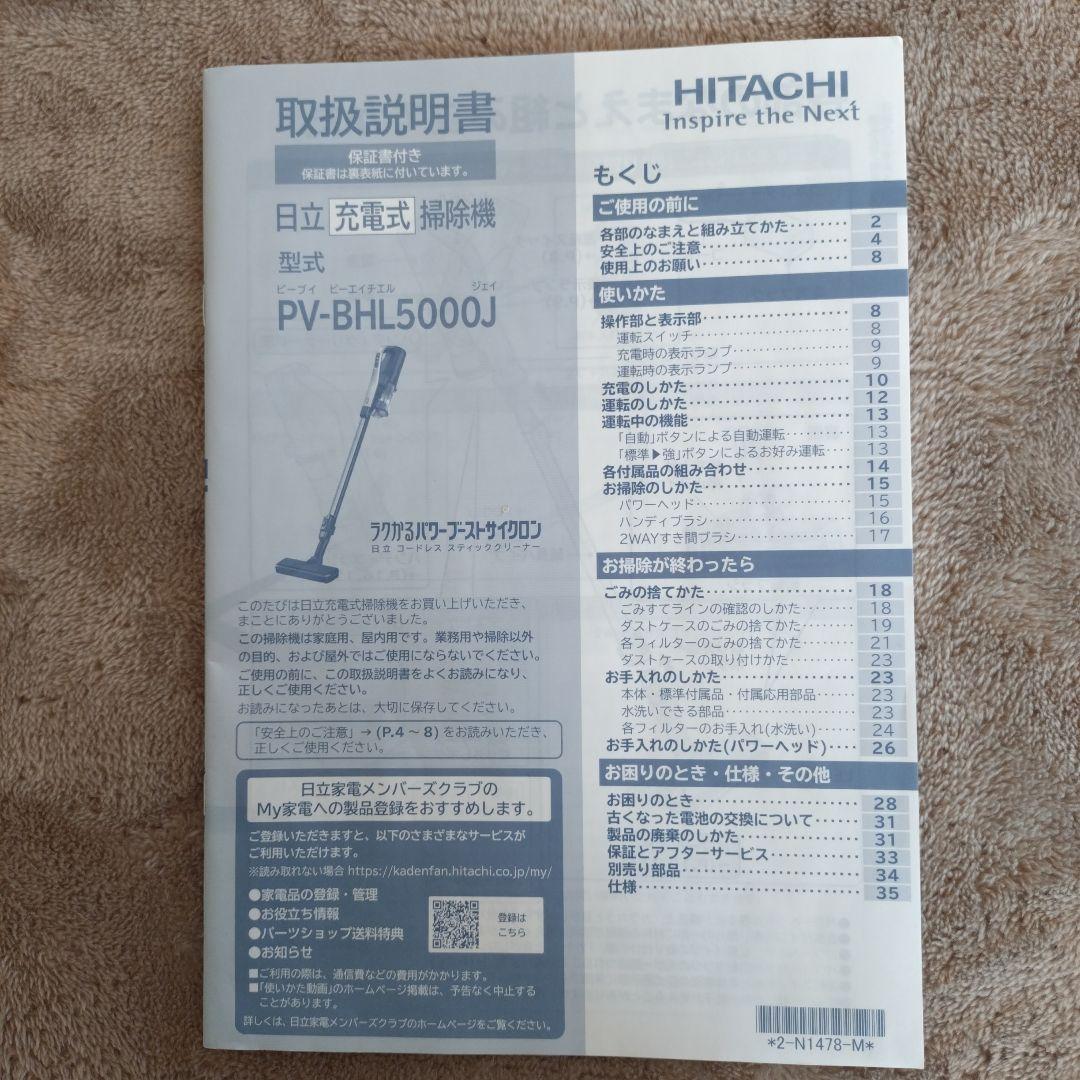 取扱説明書
保証書付き
保証書は裏表紙に付いています。
日立 充電式 掃除機
型式
ピーブイ ビーエイチエル ジェイ
PV-BHL5000J
ラクかるパワーブーストサイクロン
日立 コードレス スティッククリーナー
このたびは日立充電式掃除機をお買い上げいただき、
まことにありがとうございました。
この掃除機は家庭用、屋内用です。業務用や掃除以外
の目的、および屋外ではご使用にならないでください。
ご使用の前に、この取扱説明書をよくお読みになり、
正しくご使用ください。
お読みになったあとは、大切に保存してください。
「安全上のご注意」→(P.4～8)をお読みいただき、
正しくご使用ください。
日立家電メンバーズクラブの
My家電への製品登録をおすすめします。
ご登録いただきますと、以下のさまざまなサービスが
ご利用いただけます。
※読み取れない場合 https://kadenfan.hitachi.co.jp/my/
●家電品の登録・管理
●お役立ち情報
●パーツショップ送料特典
●お知らせ
登録は
こちら
■ご利用の際は、通信費などの費用がかかります。
■「使いかた動画」のホームページ掲載は、予告なく中止する
ことがあります。
詳しくは、日立家電メンバーズクラブのホームページをご覧ください。
HITACHI
Inspire the Next
もくじ
ご使用の前に
各部のなまえと組み立てかた……… 2
安全上のご注意……… 4
使用上のお願い……… 8
使いかた
操作部と表示部……… 8
運転スイッチ……… 8
充電時の表示ランプ……… 9
運転時の表示ランプ……… 9
充電のしかた……… 10
運転のしかた……… 12
運転中の機能……… 13
「自動」ボタンによる自動運転……… 13
「標準▶強」ボタンによるお好み運転… 13
各付属品の組み合わせ……… 14
お掃除のしかた……… 15
パワーヘッド……… 15
ハンディブラシ……… 16
2WAYすき間ブラシ……… 17
お掃除が終わったら
ごみの捨てかた……… 18
ごみすてラインの確認のしかた……… 18
ダストケースのごみの捨てかた……… 19
各フィルターのごみの捨てかた……… 21
ダストケースの取り付けかた……… 23
お手入れのしかた……… 23
本体・標準付属品・付属応用部品……… 23
水洗いできる部品……… 23
各フィルターのお手入れ(水洗い)……… 24
お手入れのしかた(パワーヘッド)…… 26
お困りのとき・仕様・その他
お困りのとき……… 28
古くなった電池の交換について……… 31
製品の廃棄のしかた……… 31
保証とアフターサービス……… 33
別売り部品……… 34
仕様……… 35
*2-N1478-M*